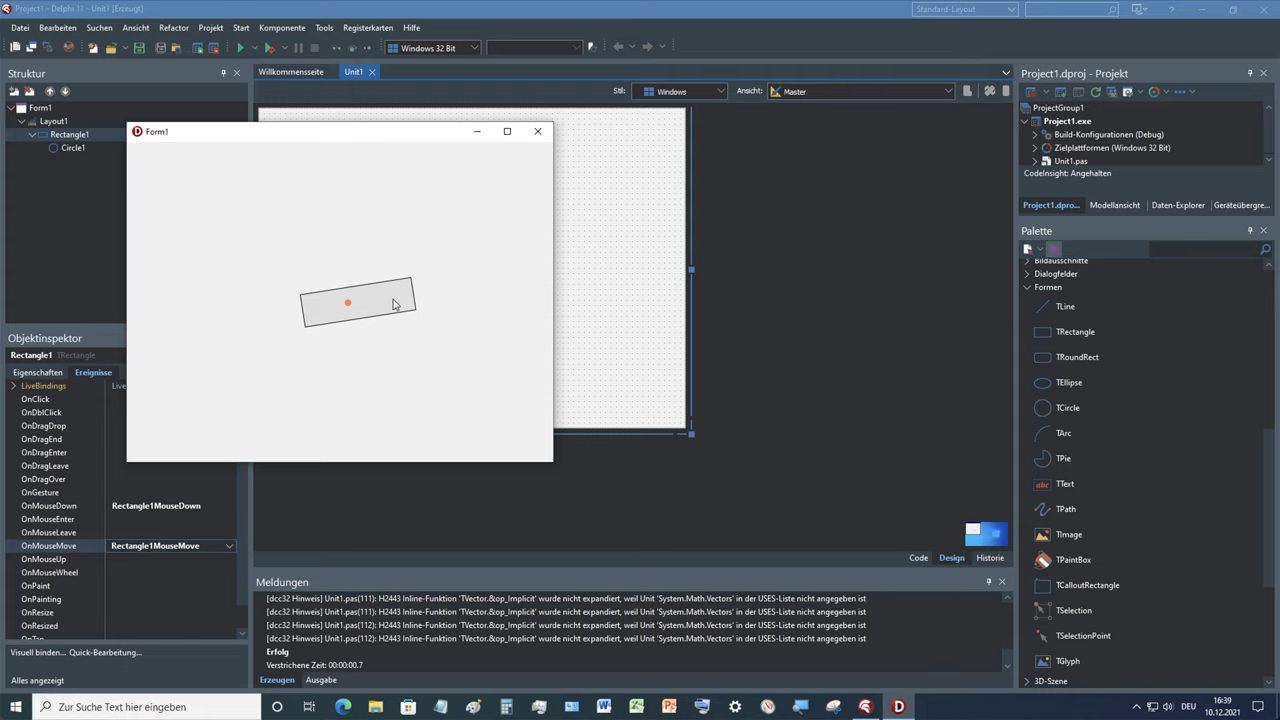 Project1 - Delphi 11 - Unit1 [Erzeugt]
Standard-Layout
Datei Bearbeiten Suchen Ansicht Refactor Projekt Start Komponente Tools Registerkarten Hilfe
Windows 32 Bit
Struktur
Willkommensseite Unit1
Project1.dproj - Projekt
Stil: Windows Ansicht: Master
Form1
Layout1
Rectangle1
Circle1
Form1
ProjectGroup1
Project1.exe
Build-Konfigurationen (Debug)
Zielplattformen (Windows 32 Bit)
Unit1.pas
CodeInsight: Angehalten
Project1.dpro... Modellansicht Daten-Explorer Geräteübergre...
Palette
Bildausschnitte
Dialogfelder
Formen
TLine
TRectangle
TRoundRect
TEllipse
TCircle
TArc
TPie
abc TText
TPath
TImage
TPaintBox
TCalloutRectangle
TSelection
TSelectionPoint
TGlyph
3D-Szene
Objektinspektor
Rectangle1 TRectangle
Eigenschaften Ereignisse
LiveBindings Live
OnClick
OnDblClick
OnDragDrop
OnDragEnd
OnDragEnter
OnDragLeave
OnDragOver
OnGesture
OnMouseDown Rectangle1MouseDown
OnMouseEnter
OnMouseLeave
OnMouseMove Rectangle1MouseMove
OnMouseUp
OnMouseWheel
OnPaint
OnPainting
OnResize
OnResized
OnTap
Visuell binden... Quick-Bearbeitung...
Alles angezeigt
Code Design Historie
Meldungen
[dcc32 Hinweis] Unit1.pas(111): H2443 Inline-Funktion 'TVector.&op_Implicit' wurde nicht expandiert, weil Unit 'System.Math.Vectors' in der USES-Liste nicht angegeben ist
[dcc32 Hinweis] Unit1.pas(111): H2443 Inline-Funktion 'TVector.&op_Implicit' wurde nicht expandiert, weil Unit 'System.Math.Vectors' in der USES-Liste nicht angegeben ist
[dcc32 Hinweis] Unit1.pas(112): H2443 Inline-Funktion 'TVector.&op_Implicit' wurde nicht expandiert, weil Unit 'System.Math.Vectors' in der USES-Liste nicht angegeben ist
[dcc32 Hinweis] Unit1.pas(112): H2443 Inline-Funktion 'TVector.&op_Implicit' wurde nicht expandiert, weil Unit 'System.Math.Vectors' in der USES-Liste nicht angegeben ist
Erfolg
Verstrichene Zeit: 00:00:00.7
Erzeugen Ausgabe
Zur Suche Text hier eingeben
DEU
16:39
10.12.2021